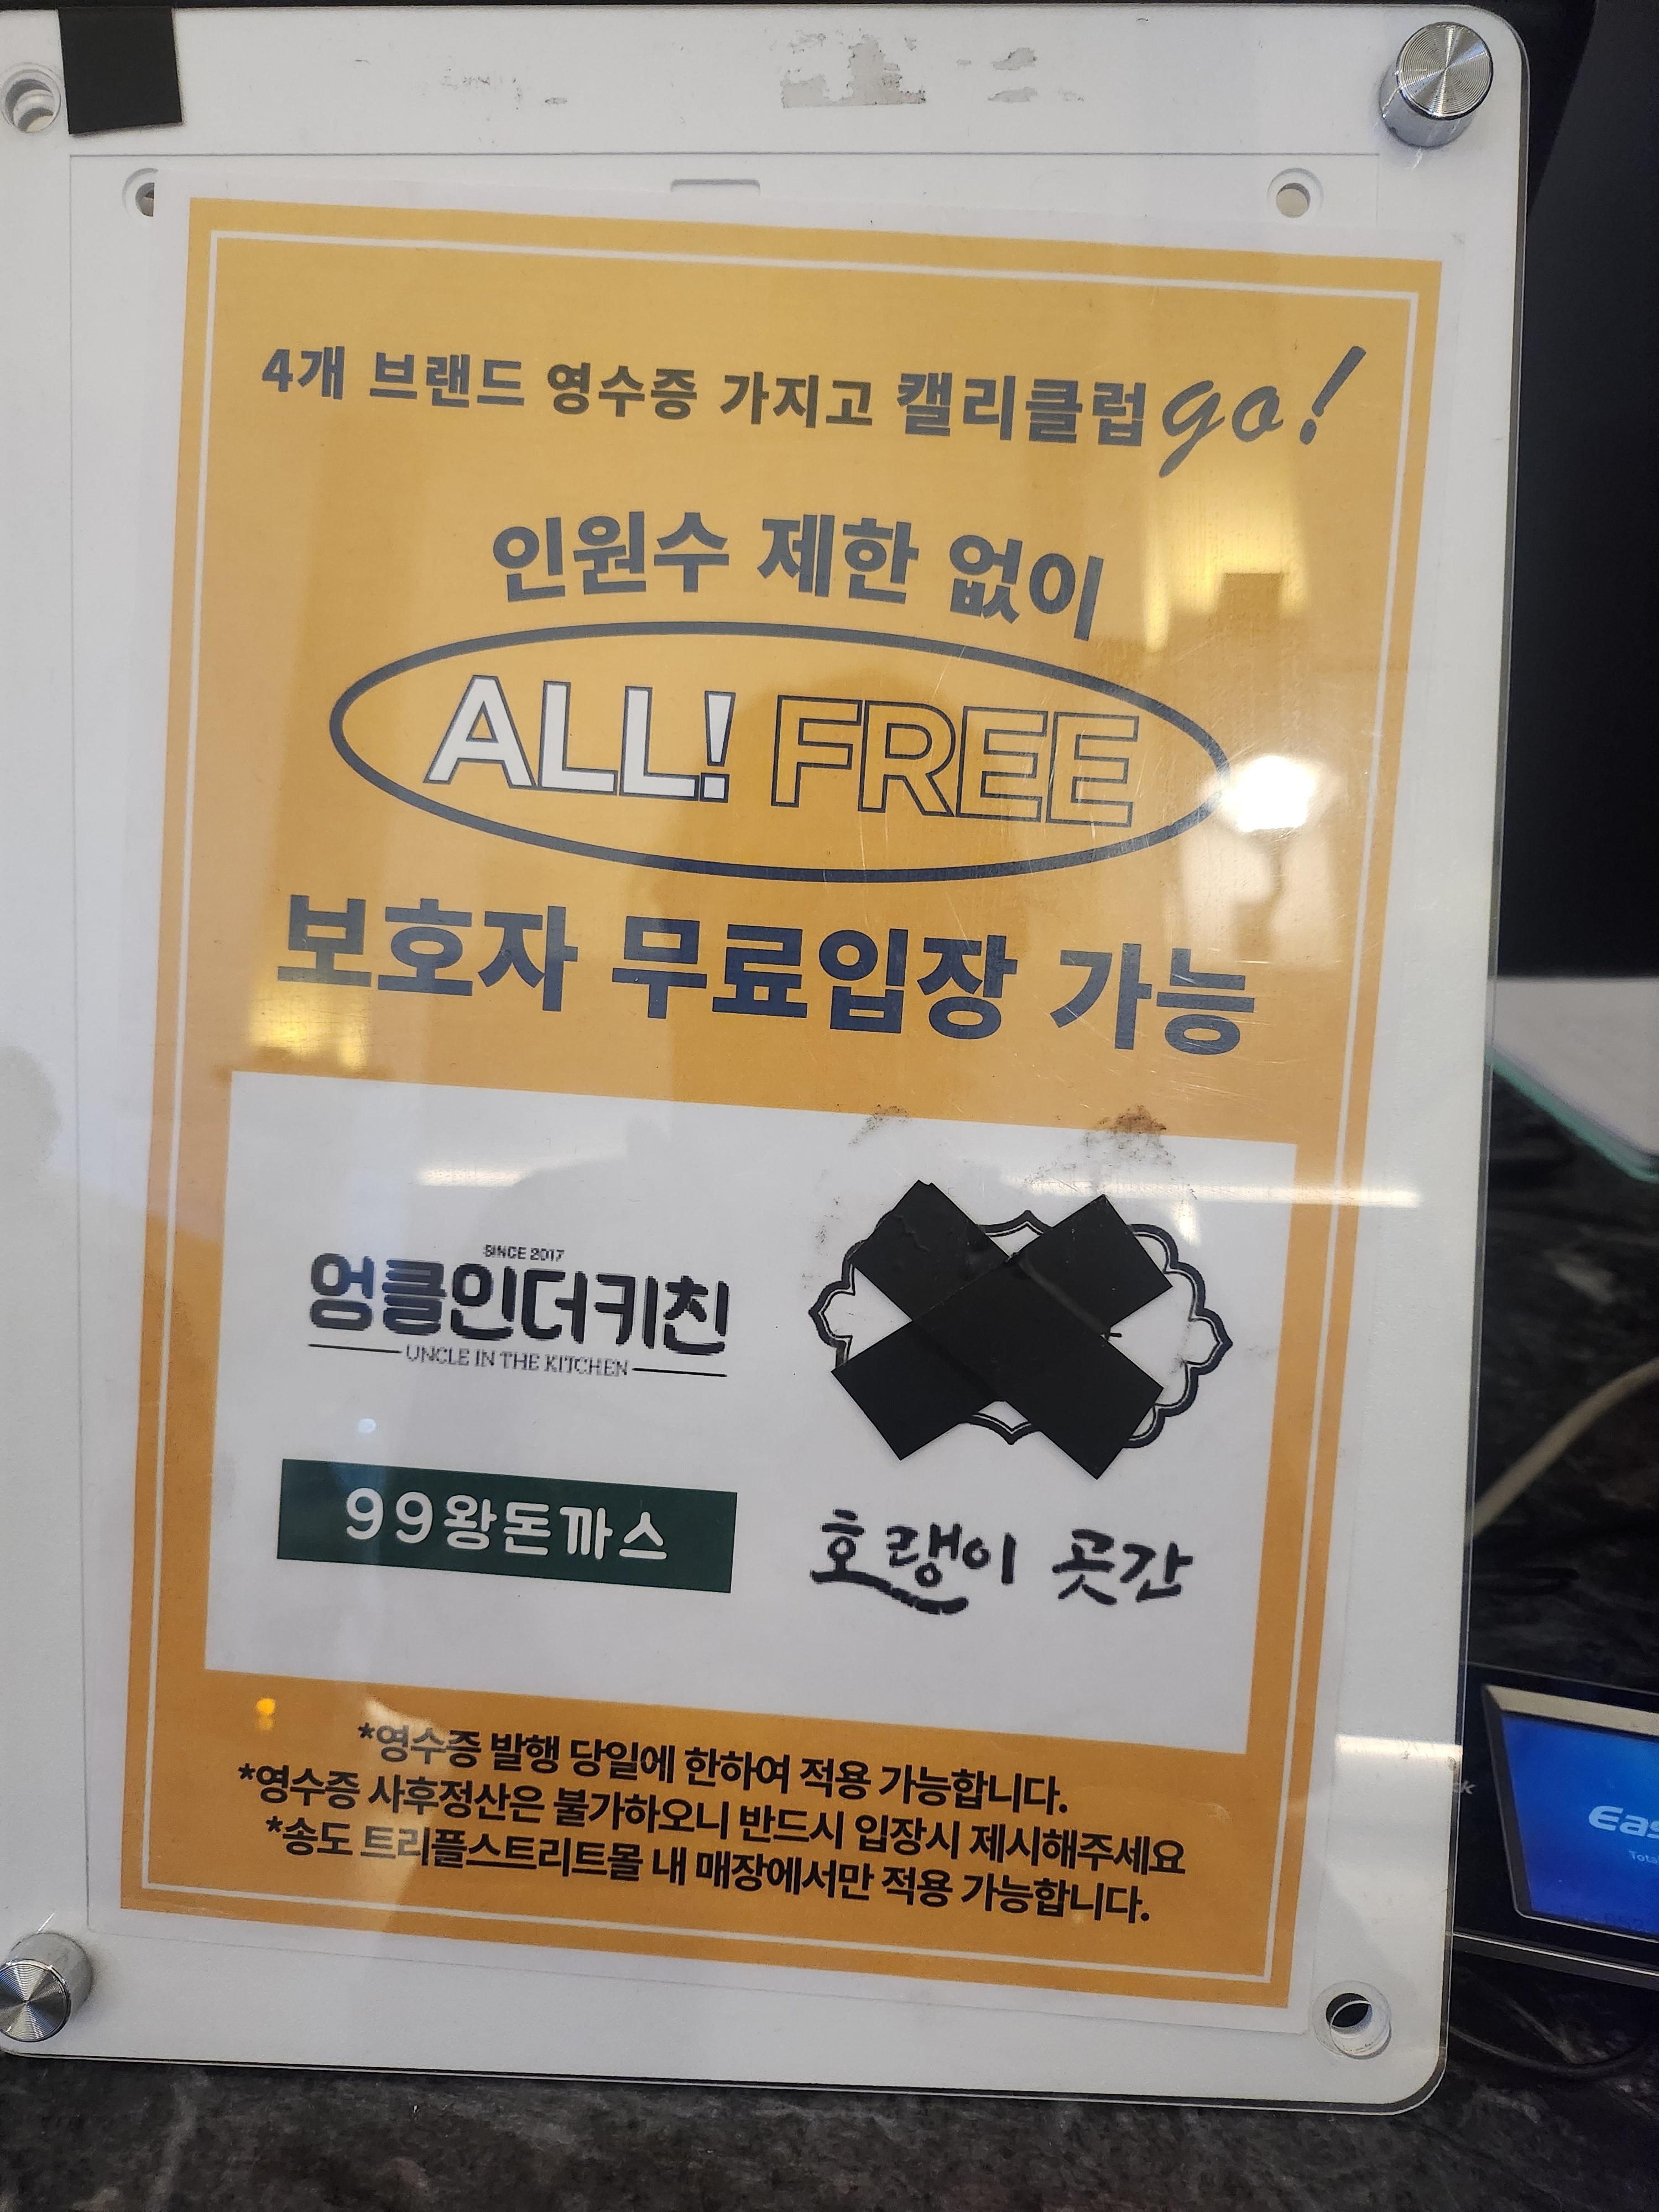 4개 브랜드 영수증 가지고 캘리클럽 go!
인원수 제한 없이
ALL! FREE
보호자 무료입장 가능
SINCE 2017
엉클인더키친
UNCLE IN THE KITCHEN
99왕돈까스
호랭이 곳간
*영수증 발행 당일에 한하여 적용 가능합니다.
*영수증 사후정산은 불가하오니 반드시 입장시 제시해주세요
*송도 트리플스트리트몰 내 매장에서만 적용 가능합니다.